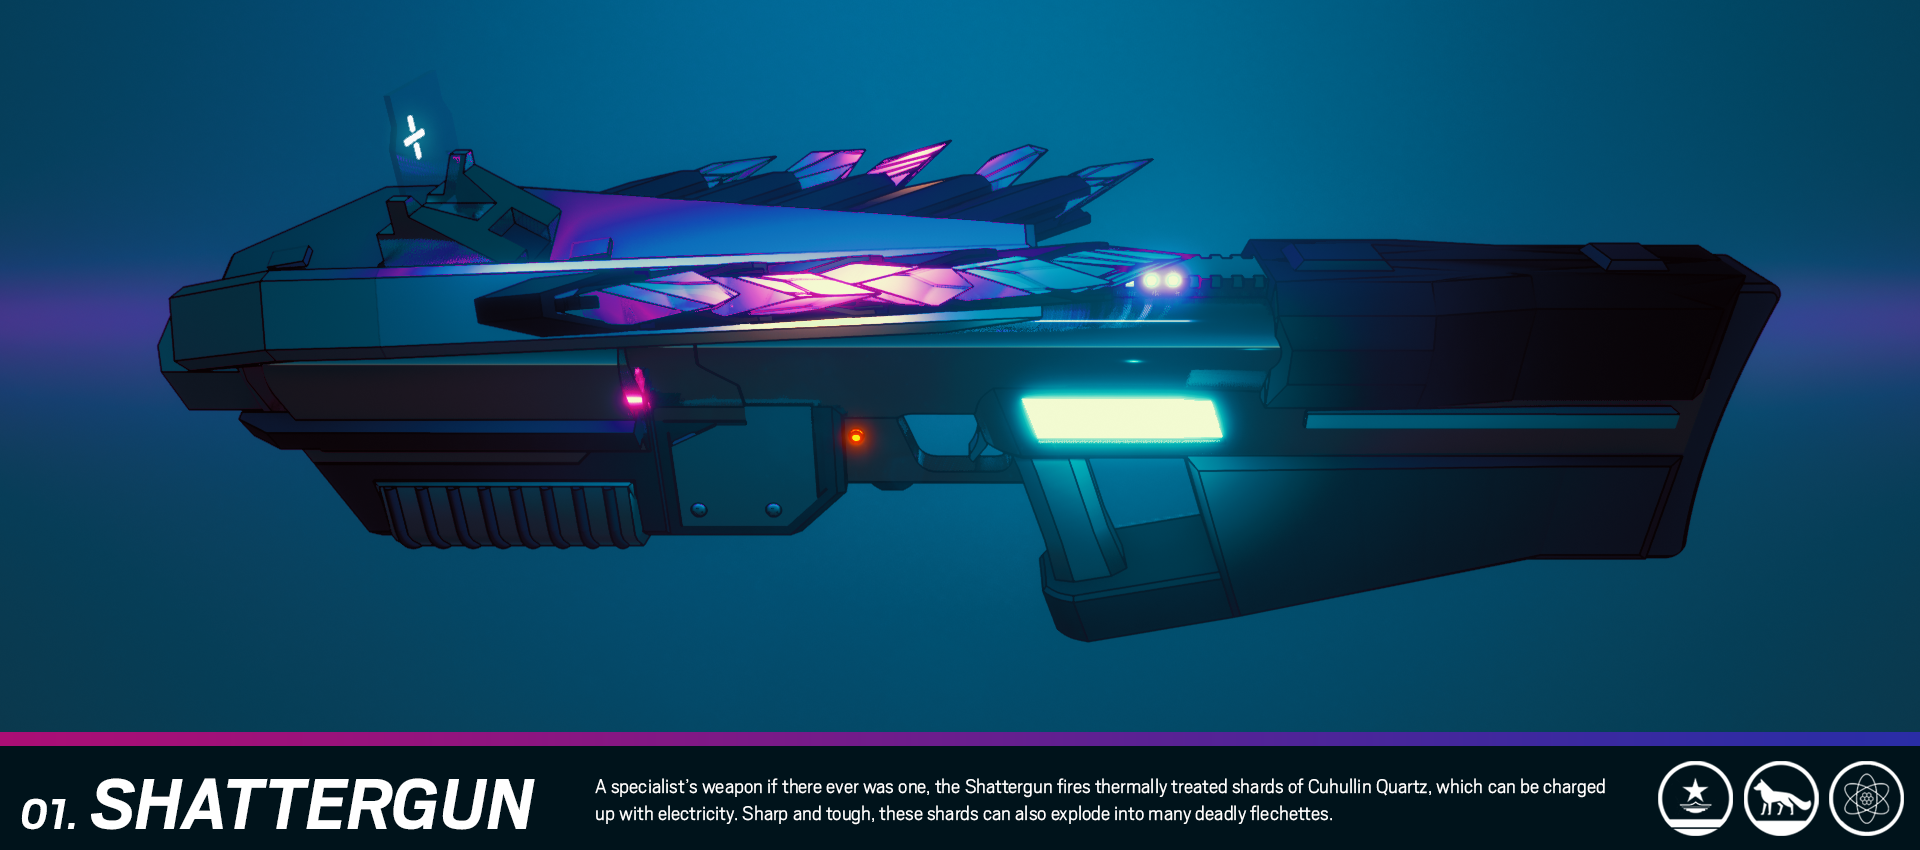 01. SHATTERGUN
A specialist's weapon if there ever was one, the Shattergun fires thermally treated shards of Cuhullin Quartz, which can be charged
up with electricity. Sharp and tough, these shards can also explode into many deadly flechettes.